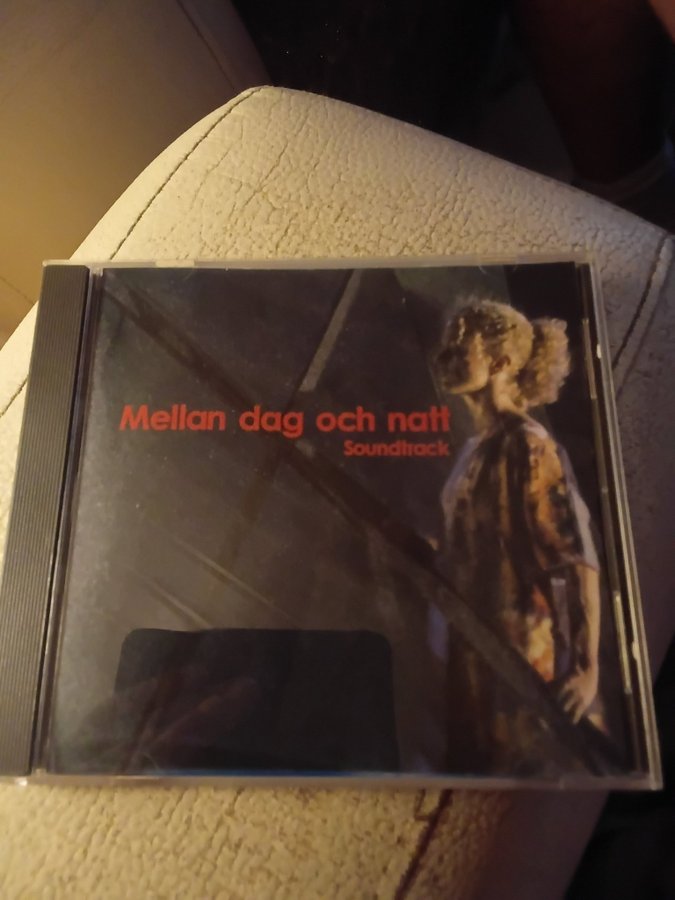 Mellan dag och natt
Soundtrack